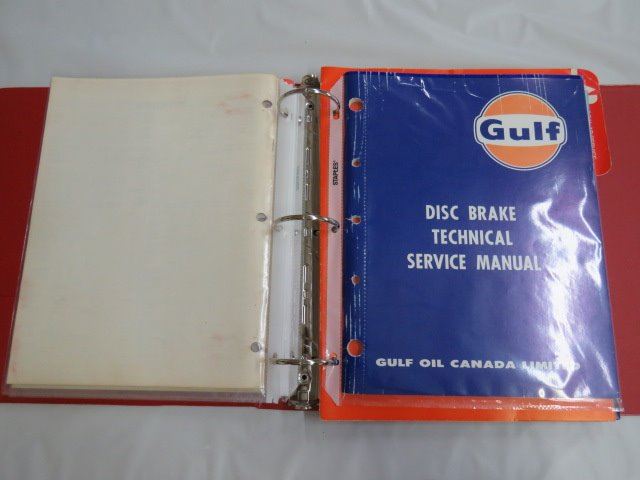 STAPLES
Gulf
DISC BRAKE
TECHNICAL
SERVICE MANUAL
GULF OIL CANADA LIMITED